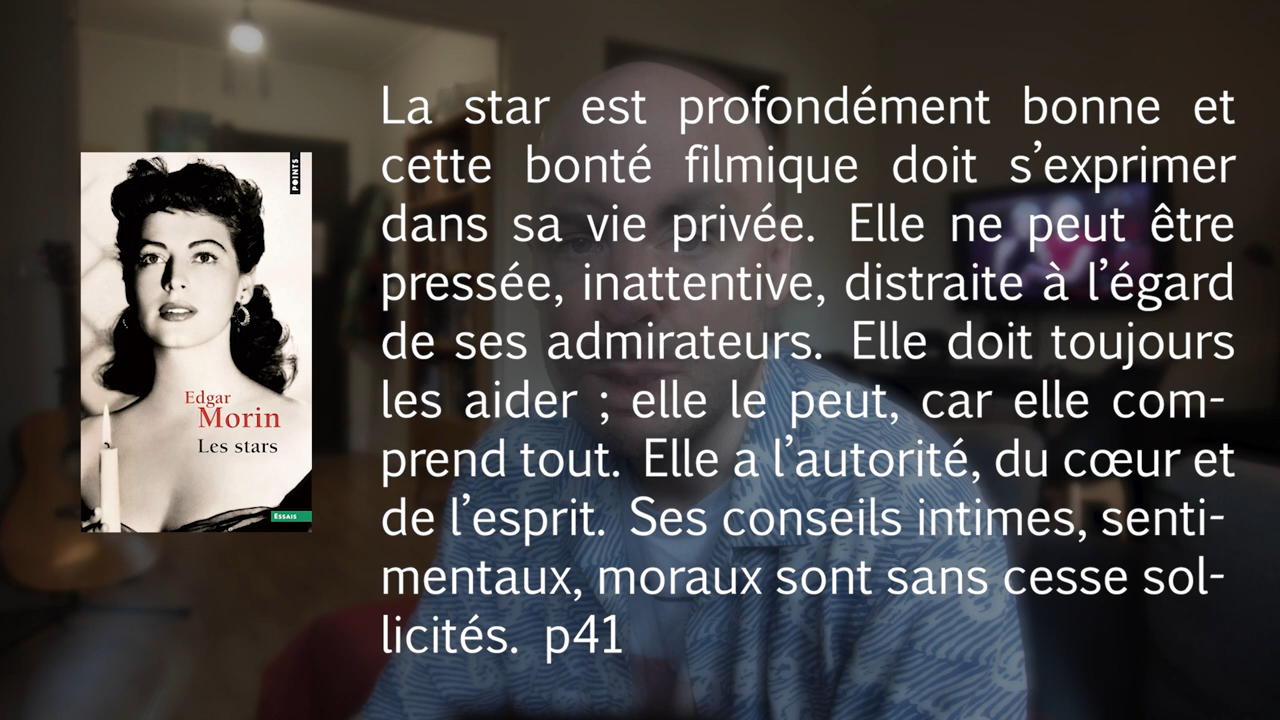 POINTS
Edgar
Morin
Les stars
ESSAIS
La star est profondément bonne et
cette bonté filmique doit s’exprimer
dans sa vie privée. Elle ne peut être
pressée, inattentive, distraite à l’égard
de ses admirateurs. Elle doit toujours
les aider ; elle le peut, car elle com-
prend tout. Elle a l’autorité, du cœur et
de l’esprit. Ses conseils intimes, senti-
mentaux, moraux sont sans cesse sol-
licités. p41